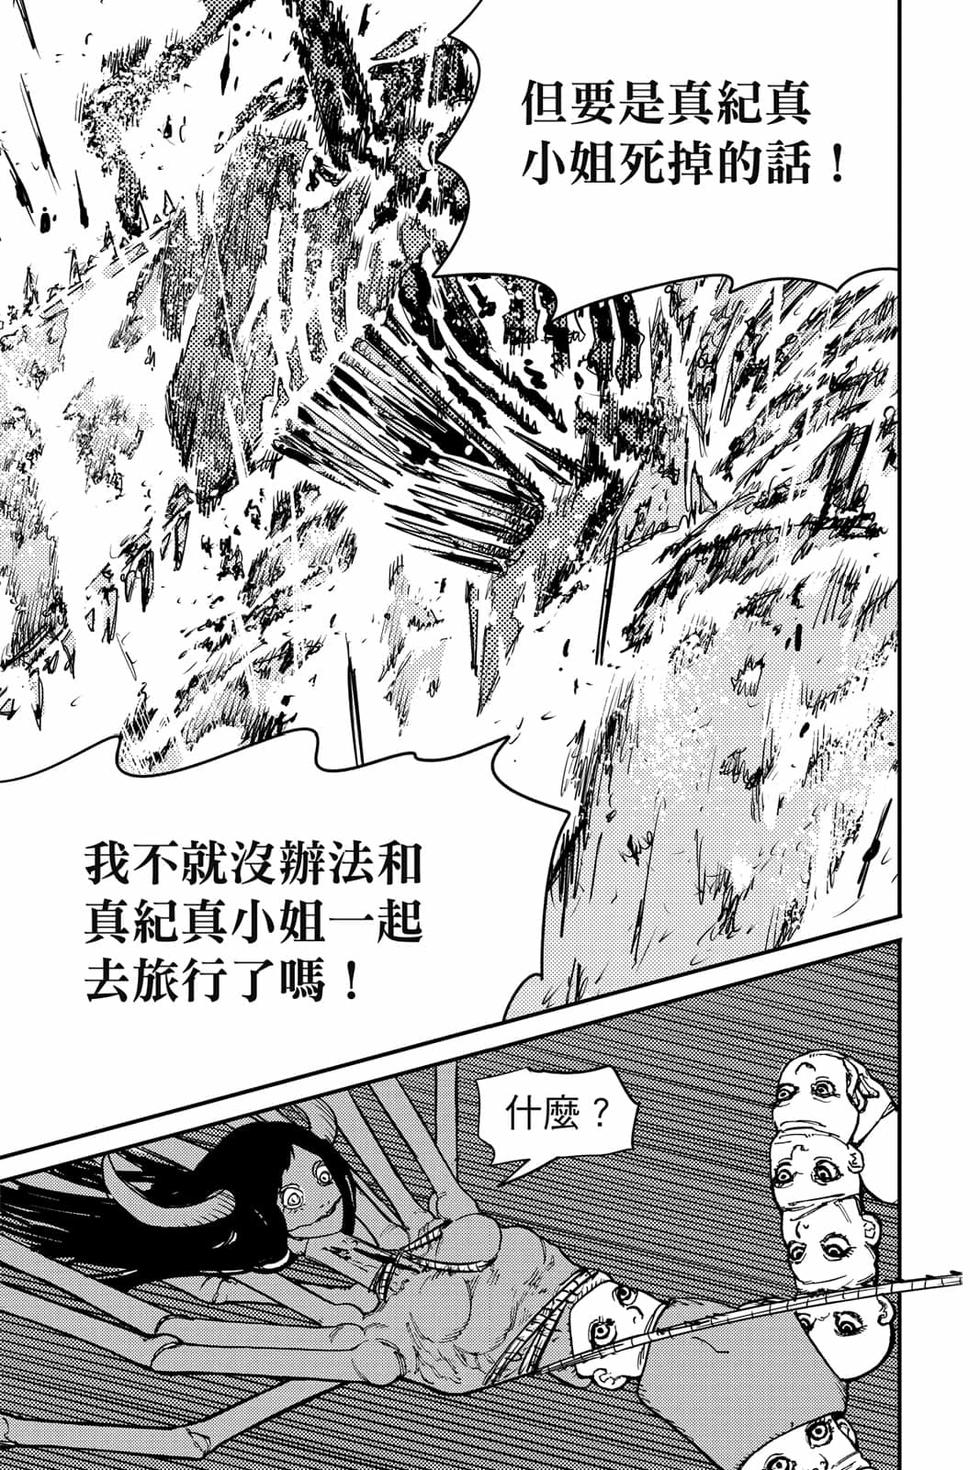 但要是真紀真
小姐死掉的話！
我不就沒辦法和
真紀真小姐一起
去旅行了嗎！
什麼？